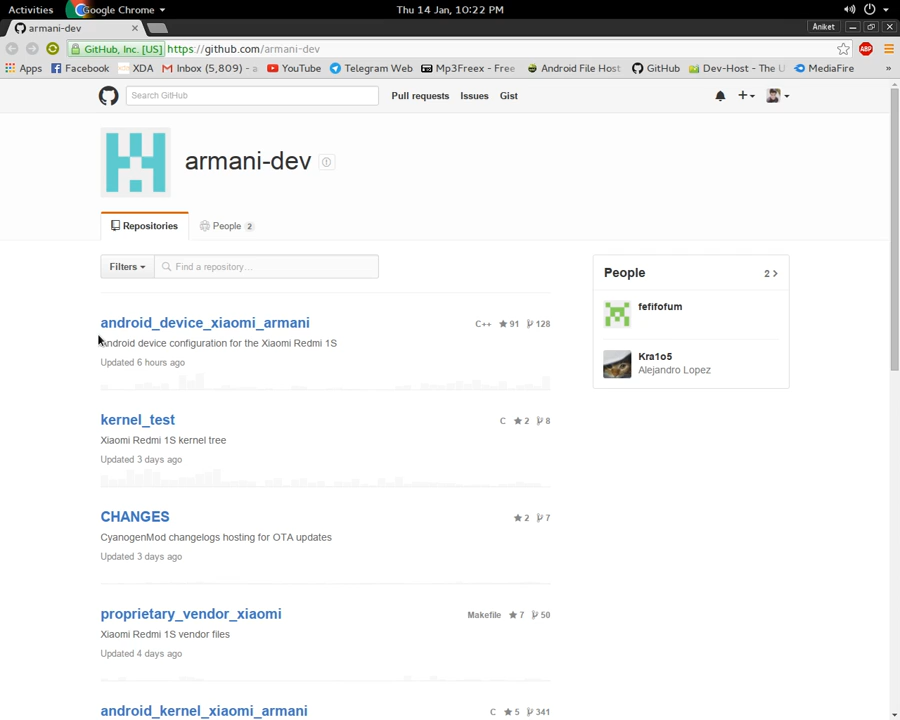 Activities Google Chrome Thu 14 Jan, 10:22 PM
armani-dev Aniket
GitHub, Inc. [US] https://github.com/armani-dev ABP
Apps Facebook XDA Inbox (5,809) - a YouTube Telegram Web Mp3Freex - Free Android File Host GitHub Dev-Host - The U MediaFire »
Search GitHub Pull requests Issues Gist
armani-dev
Repositories People 2
Filters Find a repository…
People 2
fefifofum
Kra1o5
Alejandro Lopez
android_device_xiaomi_armani C++ 91 128
Android device configuration for the Xiaomi Redmi 1S
Updated 6 hours ago
kernel_test C 2 8
Xiaomi Redmi 1S kernel tree
Updated 3 days ago
CHANGES 2 7
CyanogenMod changelogs hosting for OTA updates
Updated 3 days ago
proprietary_vendor_xiaomi Makefile 7 50
Xiaomi Redmi 1S vendor files
Updated 4 days ago
android_kernel_xiaomi_armani C 5 341